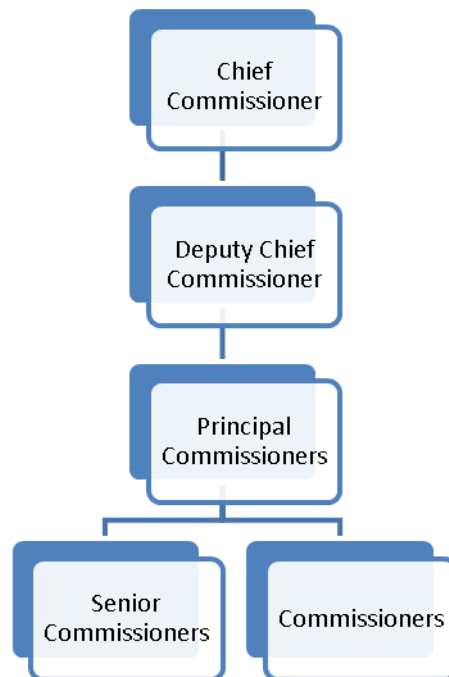 Chief
Commissioner
Deputy Chief
Commissioner
Principal
Commissioners
Senior
Commissioners
Commissioners